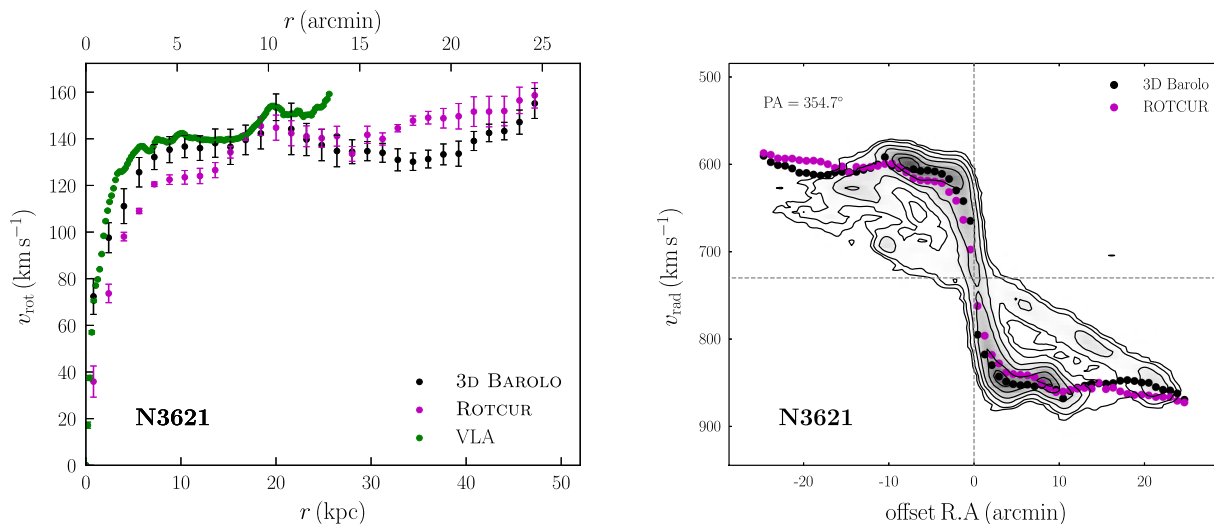 r (arcmin)
0 5 10 15 20 25
v_rot (km s⁻¹)
160
140
120
100
80
60
40
20
0
3D BAROLO
ROTCUR
VLA
N3621
0 10 20 30 40 50
r (kpc)
v_rad (km s⁻¹)
500
600
700
800
900
PA = 354.7°
3D Barolo
ROTCUR
N3621
-20 -10 0 10 20
offset R.A (arcmin)